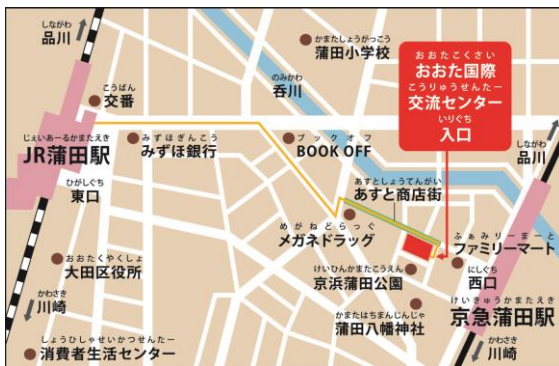 しながわ
品川
こうばん
交番
じぇいあーるかまたえき
JR蒲田駅
ひがしぐち
東口
みずほぎんこう
みずほ銀行
かまたしょうがっこう
蒲田小学校
のみかわ
呑川
ブックオフ
BOOK OFF
おおたこくさい
おおた国際
こうりゅうせんたー
交流センター
いりぐち
入口
しながわ
品川
あすとしょうてんがい
あすと商店街
めがねどらっぐ
メガネドラッグ
ふぁみりーまーと
ファミリーマート
おおたくやくしょ
大田区役所
けいひんかまたこうえん
京浜蒲田公園
にしぐち
西口
かわさき
川崎
かまたはちまんじんじゃ
蒲田八幡神社
けいきゅうかまたえき
京急蒲田駅
しょうひしゃせいかつせんたー
消費者生活センター
かわさき
川崎